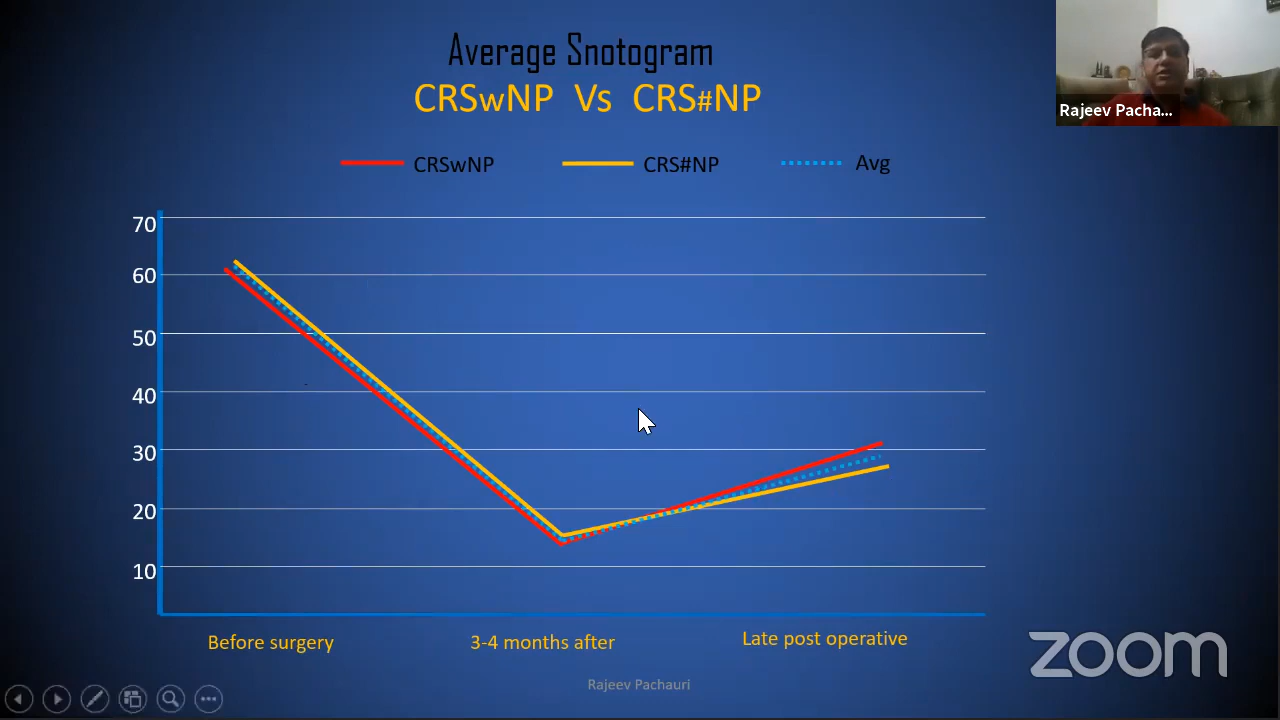 Average Snotogram
CRSwNP Vs CRS#NP
Rajeev Pacha...
CRSwNP
CRS#NP
Avg
70
60
50
40
30
20
10
Before surgery
3-4 months after
Late post operative
zoom
Rajeev Pachauri